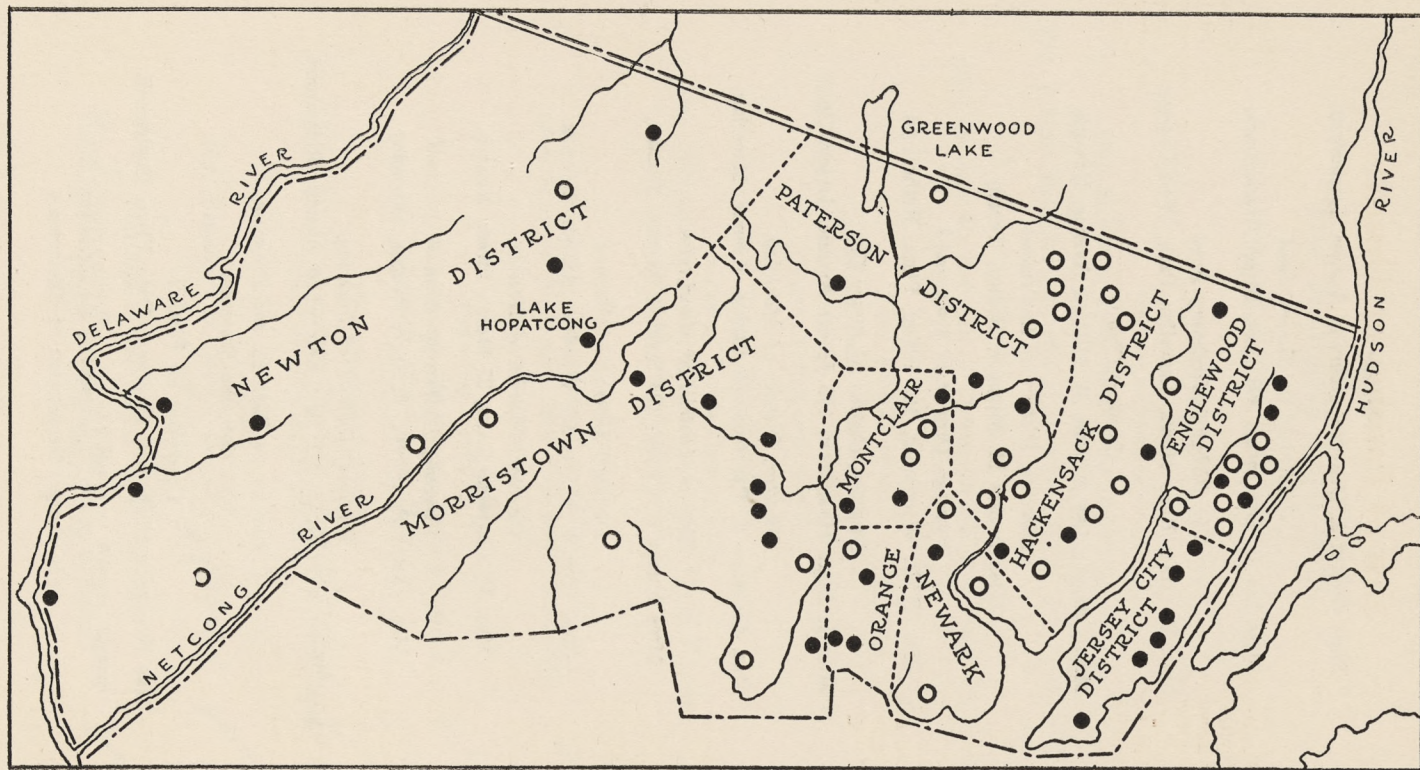 GREENWOOD
LAKE
DELAWARE
RIVER
NEWTON
DISTRICT
LAKE
HOPATCONG
PATERSON
DISTRICT
HACKENSACK DISTRICT
ENGLEWOOD
DISTRICT
HUDSON
RIVER
MORRISTOWN
DISTRICT
MONTCLAIR
ORANGE
NEWARK
JERSEY CITY
DISTRICT
NETCONG
RIVER